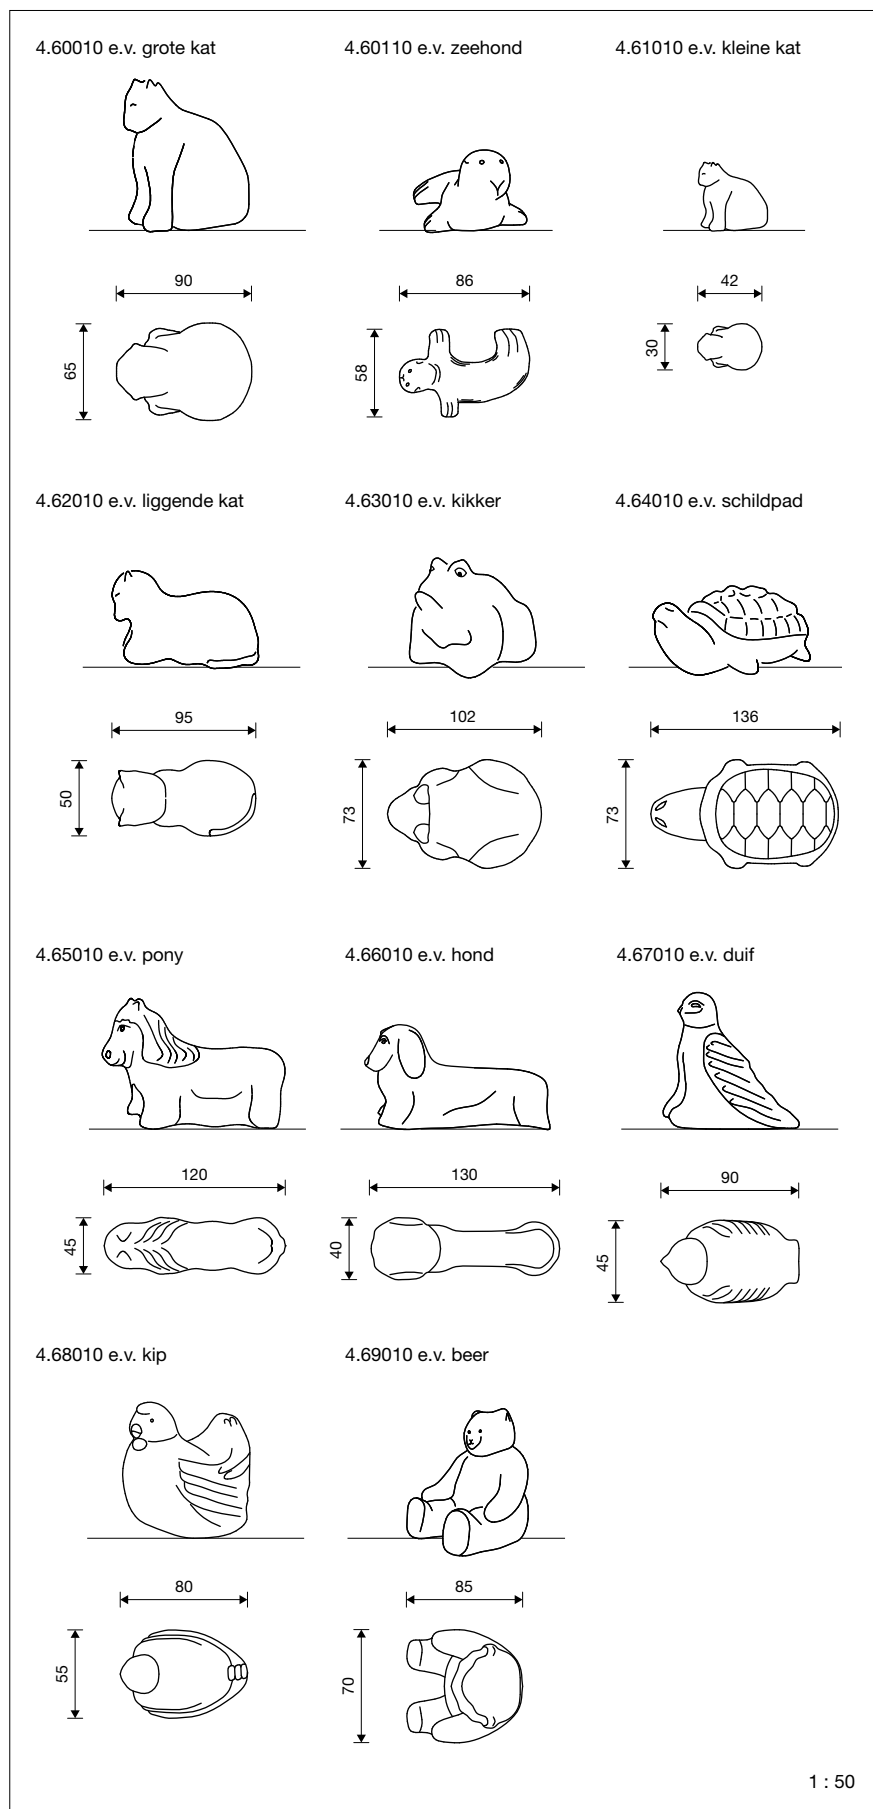 4.60010 e.v. grote kat
4.60110 e.v. zeehond
4.61010 e.v. kleine kat
90
65
86
58
42
30
4.62010 e.v. liggende kat
4.63010 e.v. kikker
4.64010 e.v. schildpad
95
50
102
73
136
73
4.65010 e.v. pony
4.66010 e.v. hond
4.67010 e.v. duif
120
45
130
40
90
45
4.68010 e.v. kip
4.69010 e.v. beer
80
55
85
70
1 : 50